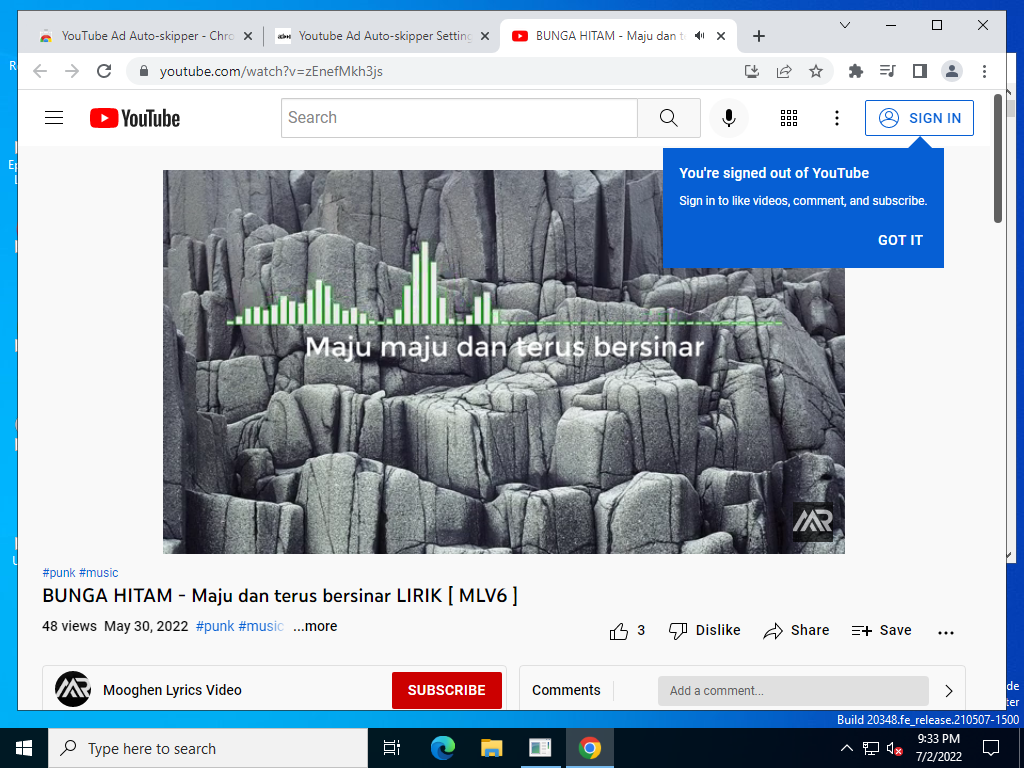 YouTube Ad Auto-skipper - Chro
Youtube Ad Auto-skipper Setting
BUNGA HITAM - Maju dan t
youtube.com/watch?v=zEnefMkh3js
YouTube
Search
SIGN IN
You're signed out of YouTube
Sign in to like videos, comment, and subscribe.
GOT IT
Maju maju dan terus bersinar
MR
#punk #music
BUNGA HITAM - Maju dan terus bersinar LIRIK [ MLV6 ]
48 views May 30, 2022 #punk #music ...more
3 Dislike Share Save
Mooghen Lyrics Video
SUBSCRIBE
Comments
Add a comment...
Build 20348.fe_release.210507-1500
Type here to search
9:33 PM
7/2/2022